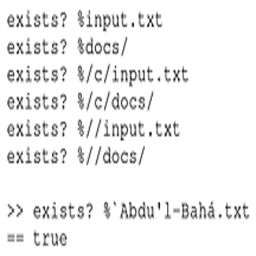 exists? %input.txt
exists? %docs/
exists? %/c/input.txt
exists? %/c/docs/
exists? %//input.txt
exists? %//docs/
>> exists? %`Abdu'l-Bahá.txt
== true